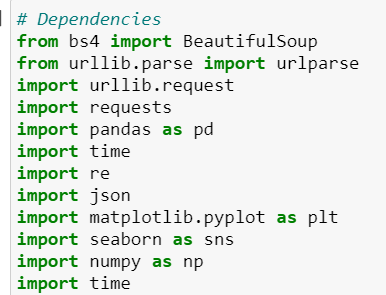 # Dependencies
from bs4 import BeautifulSoup
from urllib.parse import urlparse
import urllib.request
import requests
import pandas as pd
import time
import re
import json
import matplotlib.pyplot as plt
import seaborn as sns
import numpy as np
import time